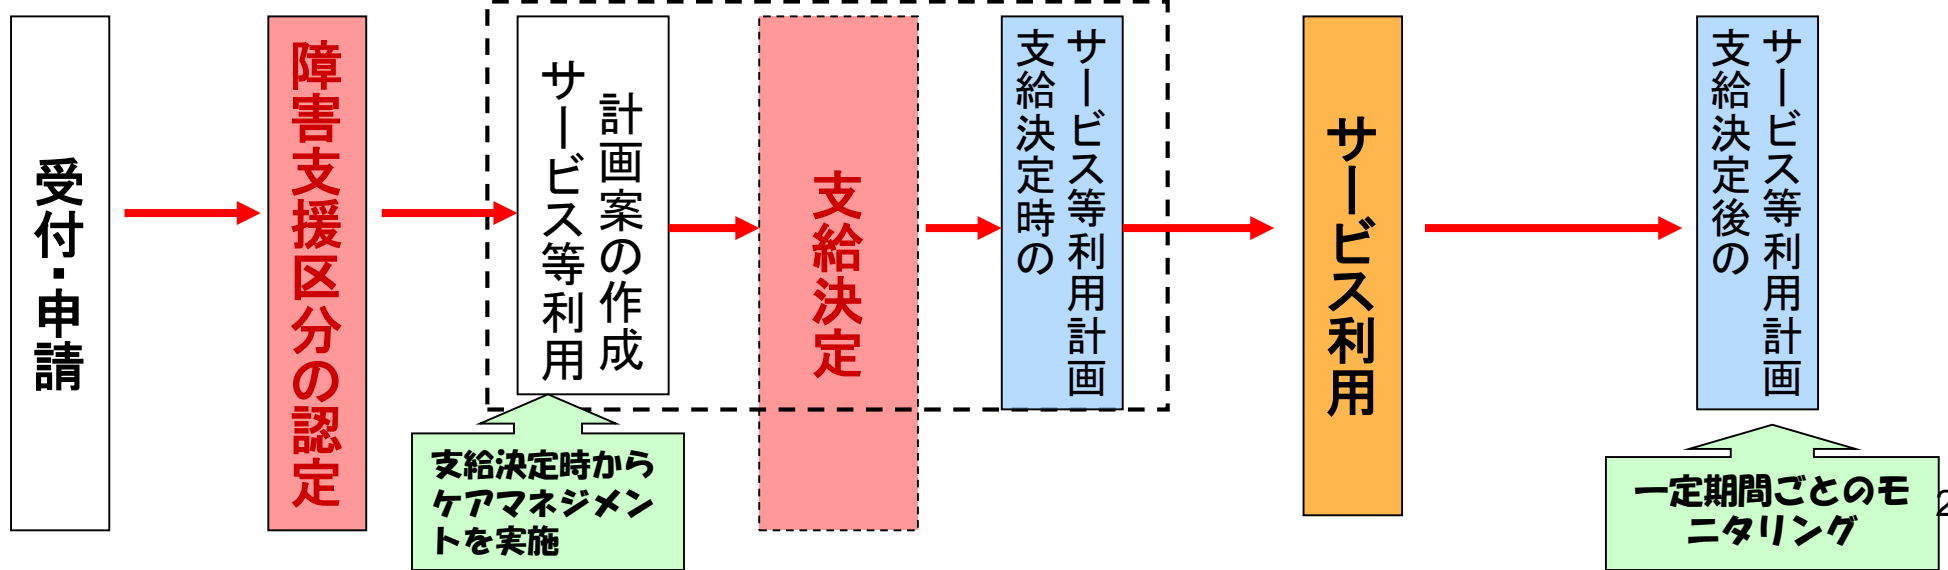 受付・申請
障害支援区分の認定
サービス等利用
計画案の作成
支給決定
支給決定時の
サービス等利用計画
サービス利用
支給決定後の
サービス等利用計画
支給決定時から
ケアマネジメン
トを実施
一定期間ごとのモ
ニタリング
2